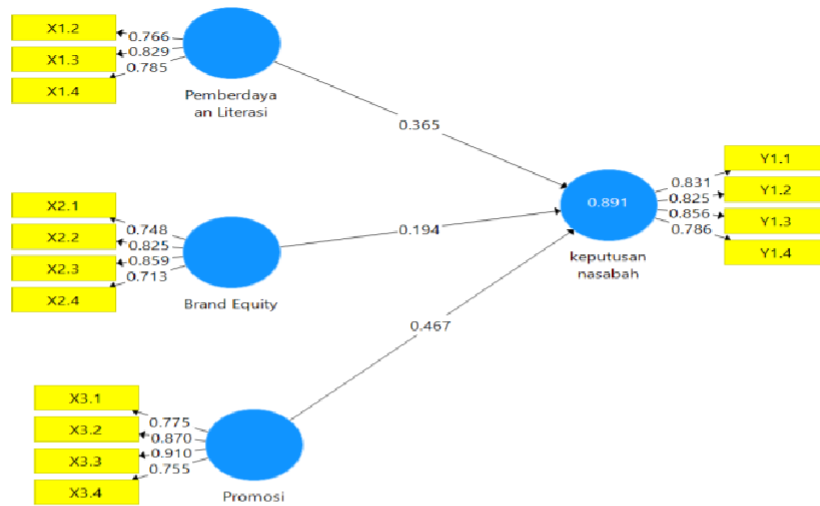 X1.2
X1.3
X1.4
0.766
0.829
0.785
Pemberdaya
an Literasi
0.365
X2.1
X2.2
X2.3
X2.4
0.748
0.825
0.859
0.713
Brand Equity
0.194
X3.1
X3.2
X3.3
X3.4
0.775
0.870
0.910
0.755
Promosi
0.467
0.891
keputusan
nasabah
0.831
0.825
0.856
0.786
Y1.1
Y1.2
Y1.3
Y1.4